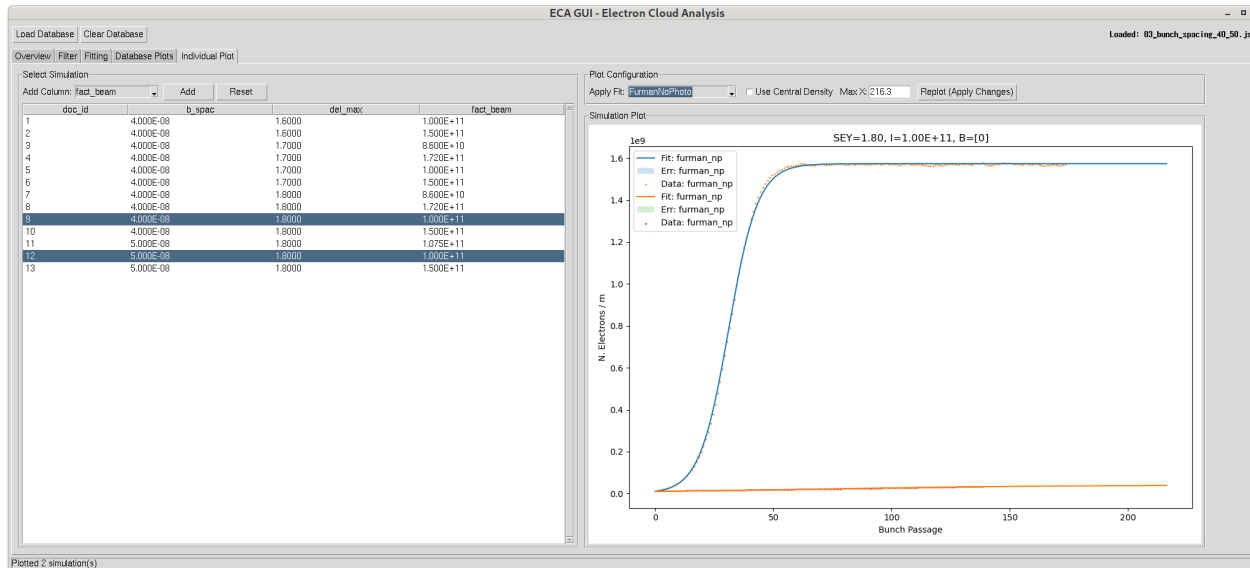 ECA GUI - Electron Cloud Analysis
Load Database Clear Database Loaded: 03_bunch_spacing_40_50.js
Overview Filter Fitting Database Plots Individual Plot
Select Simulation
Add Column: fact_beam Add Reset
doc_id b_spac del_max fact_beam
1 4.000E-08 1.6000 1.000E+11
2 4.000E-08 1.6000 1.500E+11
3 4.000E-08 1.7000 8.600E+10
4 4.000E-08 1.7000 1.720E+11
5 4.000E-08 1.7000 1.000E+11
6 4.000E-08 1.7000 1.500E+11
7 4.000E-08 1.8000 8.600E+10
8 4.000E-08 1.8000 1.720E+11
9 4.000E-08 1.8000 1.000E+11
10 4.000E-08 1.8000 1.500E+11
11 5.000E-08 1.8000 1.075E+11
12 5.000E-08 1.8000 1.000E+11
13 5.000E-08 1.8000 1.500E+11
Plot Configuration
Apply Fit: FurmanNoPhoto Use Central Density Max X: 216.3 Replot (Apply Changes)
Simulation Plot
SEY=1.80, I=1.00E+11, B=[0]
1e9
Fit: furman_np
Err: furman_np
Data: furman_np
Fit: furman_np
Err: furman_np
Data: furman_np
1.6
1.4
1.2
1.0
0.8
0.6
0.4
0.2
0.0
N. Electrons / m
0 50 100 150 200
Bunch Passage
Plotted 2 simulation(s)